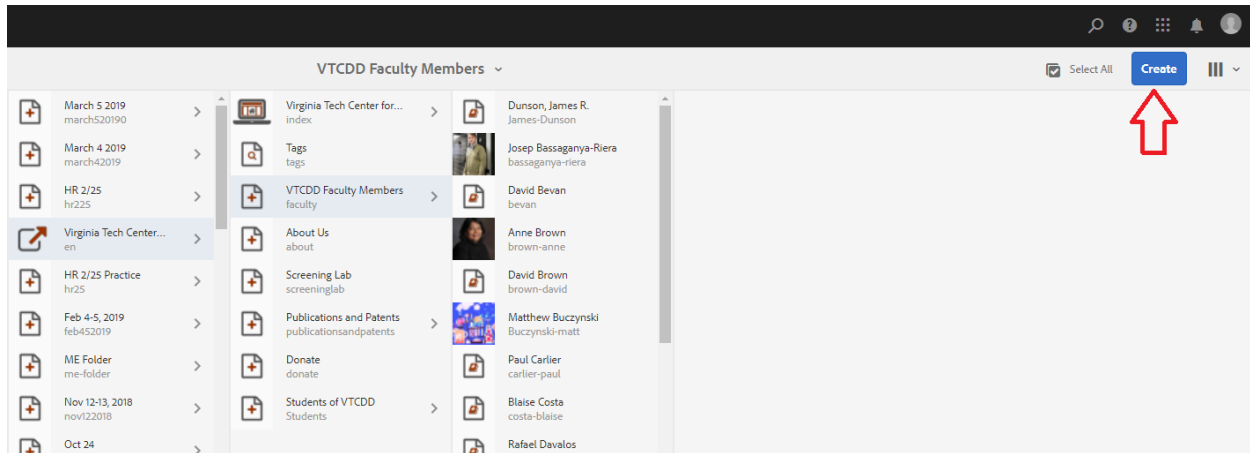 VTCDD Faculty Members
Select All
Create
March 5 2019
march520190
March 4 2019
march42019
HR 2/25
hr225
Virginia Tech Center...
en
HR 2/25 Practice
hr25
Feb 4-5, 2019
feb452019
ME Folder
me-folder
Nov 12-13, 2018
nov122018
Oct 24
Virginia Tech Center for...
index
Tags
tags
VTCDD Faculty Members
faculty
About Us
about
Screening Lab
screeninglab
Publications and Patents
publicationsandpatents
Donate
donate
Students of VTCDD
Students
Dunson, James R.
James-Dunson
Josep Bassaganya-Riera
bassaganya-riera
David Bevan
bevan
Anne Brown
brown-anne
David Brown
brown-david
Matthew Buczynski
Buczynski-matt
Paul Carlier
carlier-paul
Blaise Costa
costa-blaise
Rafael Davalos